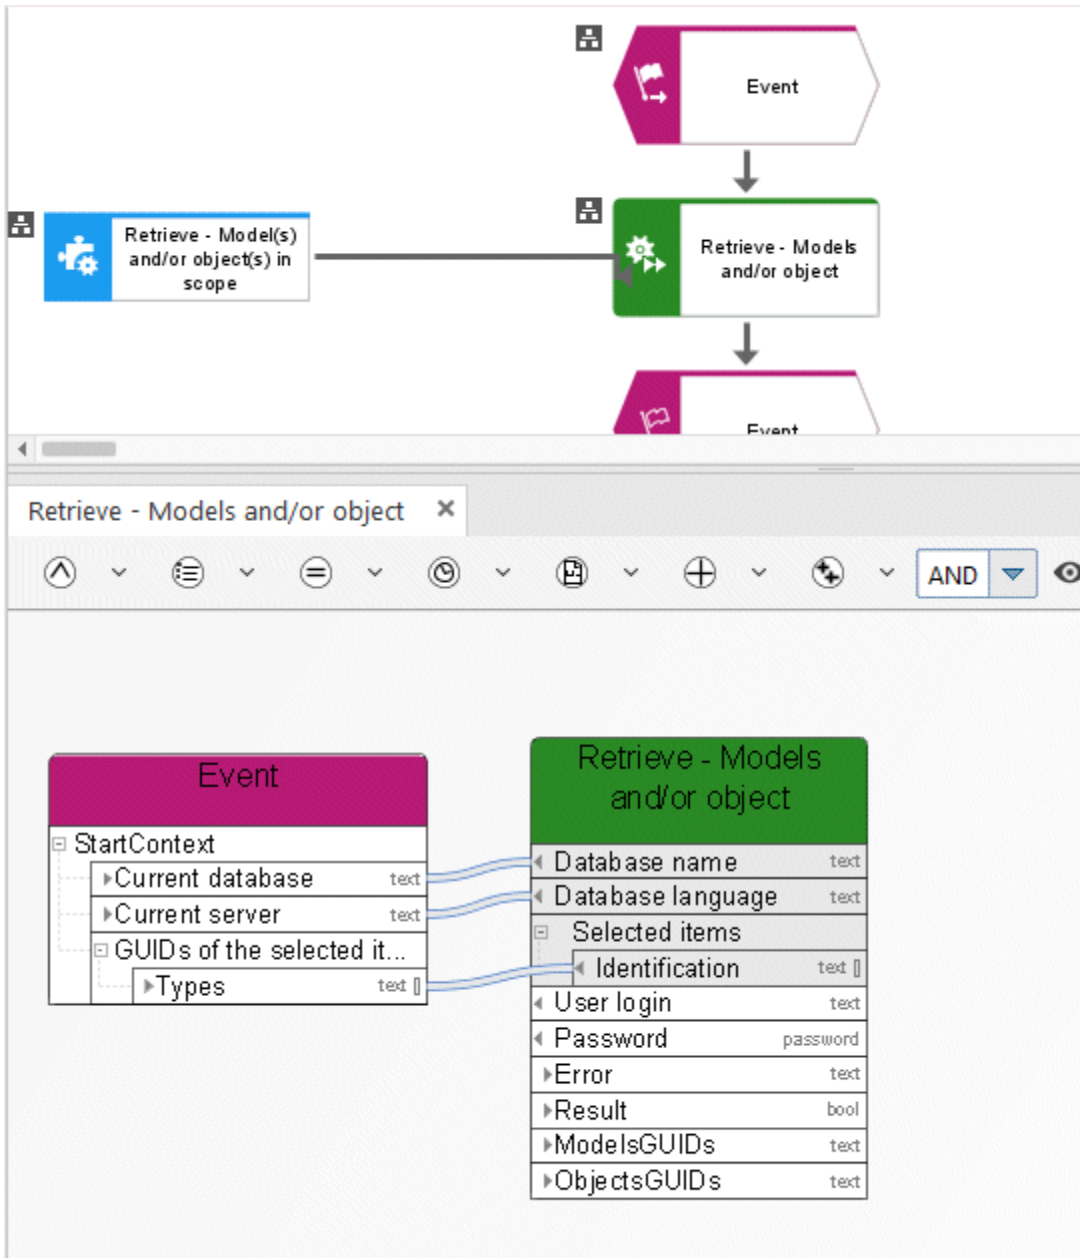 Event
Retrieve - Model(s)
and/or object(s) in
scope
Retrieve - Models
and/or object
Event
Retrieve - Models and/or object
AND
Event
StartContext
Current database text
Current server text
GUIDs of the selected it...
Types text []
Retrieve - Models
and/or object
Database name text
Database language text
Selected items
Identification text []
User login text
Password password
Error text
Result bool
ModelsGUIDs text
ObjectsGUIDs text